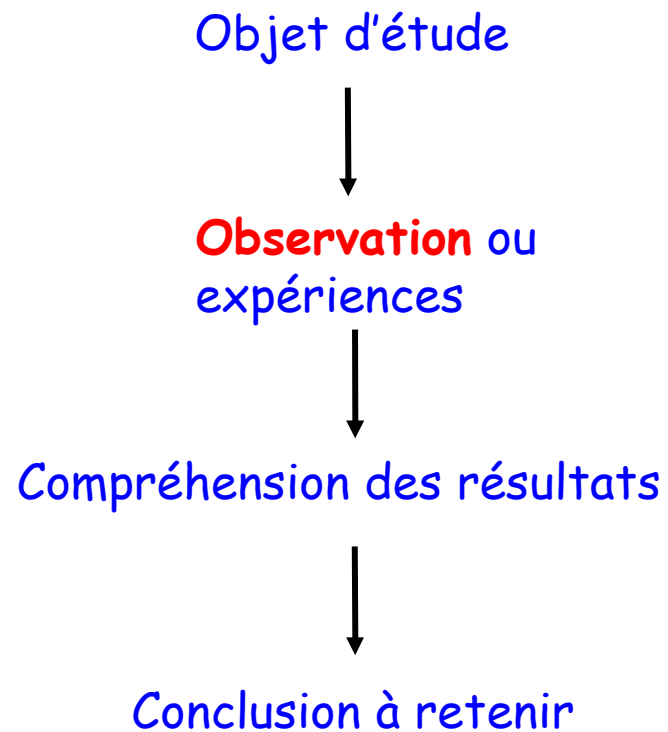 Objet d’étude
Observation ou
expériences
Compréhension des résultats
Conclusion à retenir